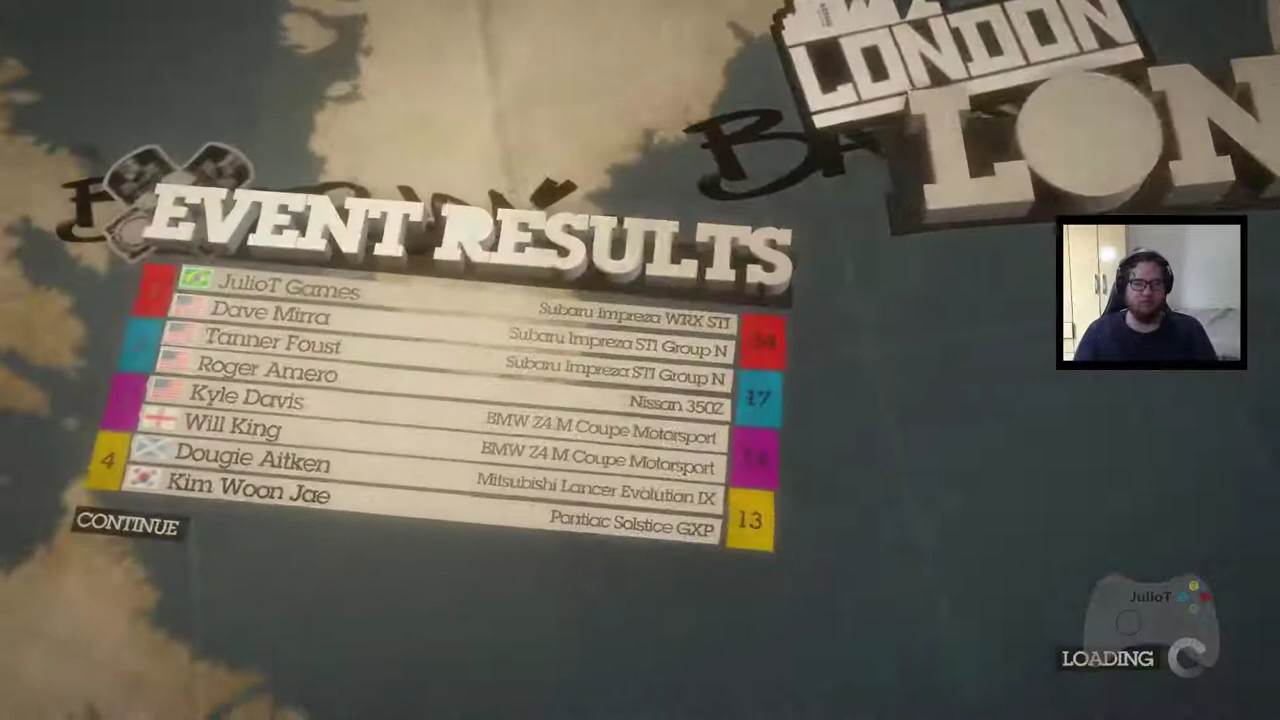 LONDON
LON
BA
EVENT RESULTS
JulioT Games Subaru Impreza WRX STI
Dave Mirra Subaru Impreza STI Group N
Tanner Foust Subaru Impreza STI Group N
Roger Amero Nissan 350Z
Kyle Davis BMW Z4 M Coupe Motorsport
Will King BMW Z4 M Coupe Motorsport
Dougie Aitken Mitsubishi Lancer Evolution IX
Kim Woon Jae Pontiac Solstice GXP
17
4 13
CONTINUE
JulioT
LOADING